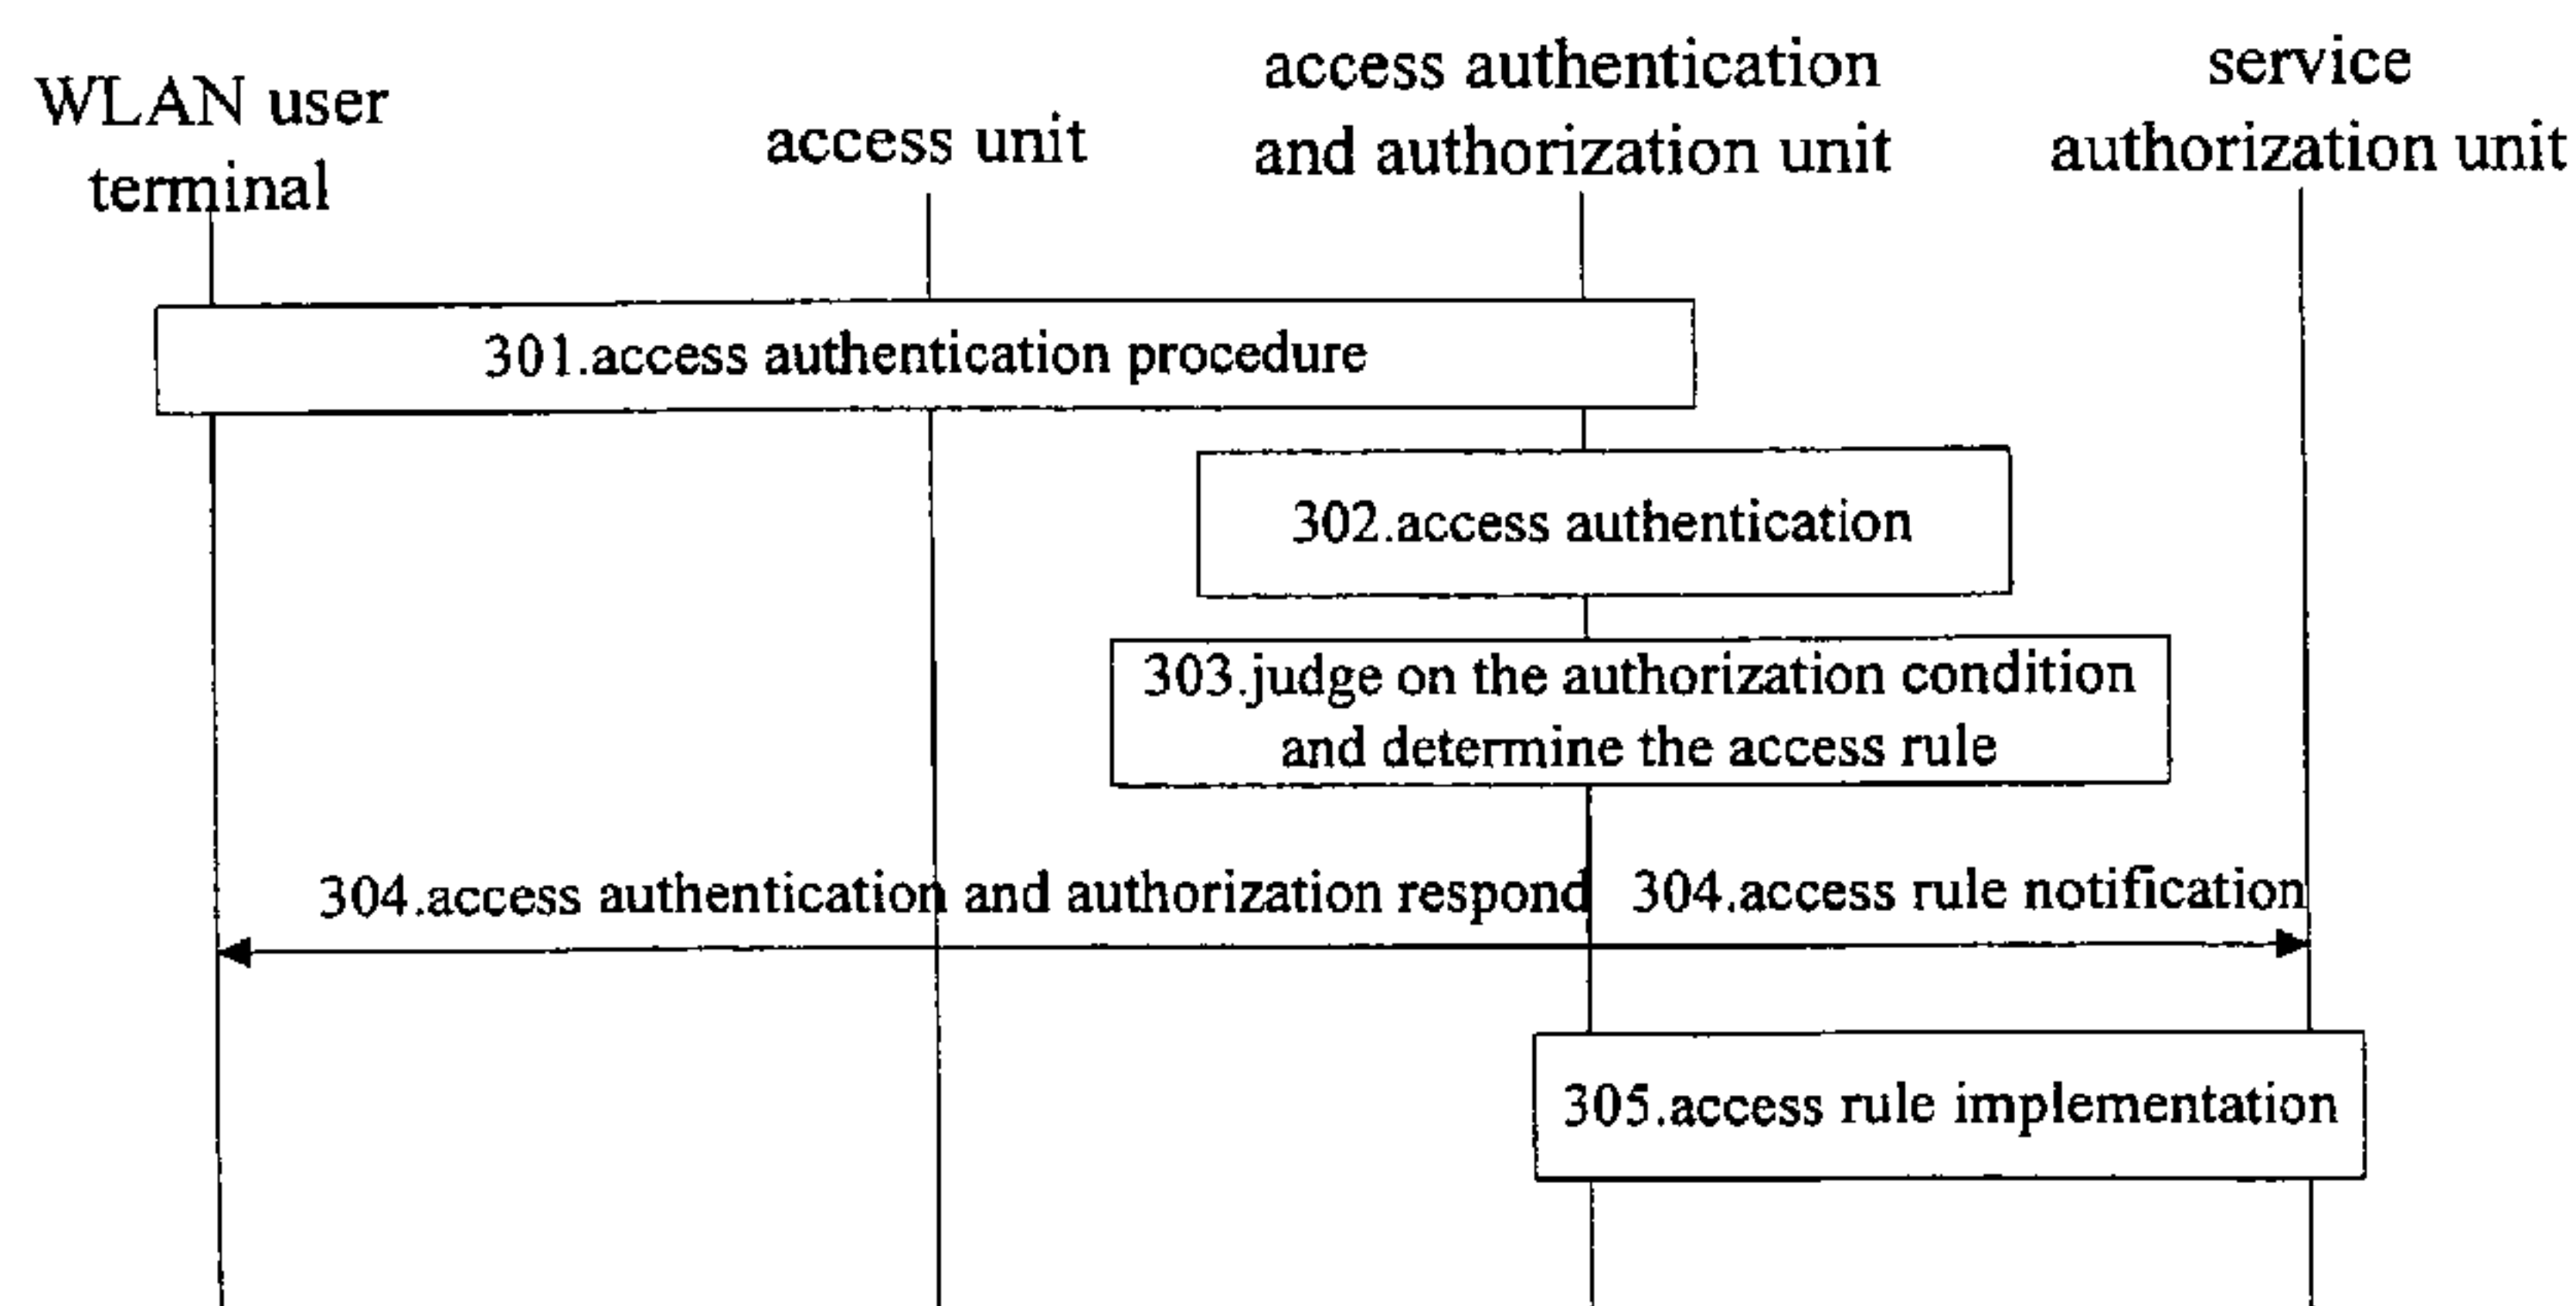 WLAN user
terminal
access unit
access authentication
and authorization unit
service
authorization unit
301.access authentication procedure
302.access authentication
303.judge on the authorization condition
and determine the access rule
304.access authentication and authorization respond
304.access rule notification
305.access rule implementation